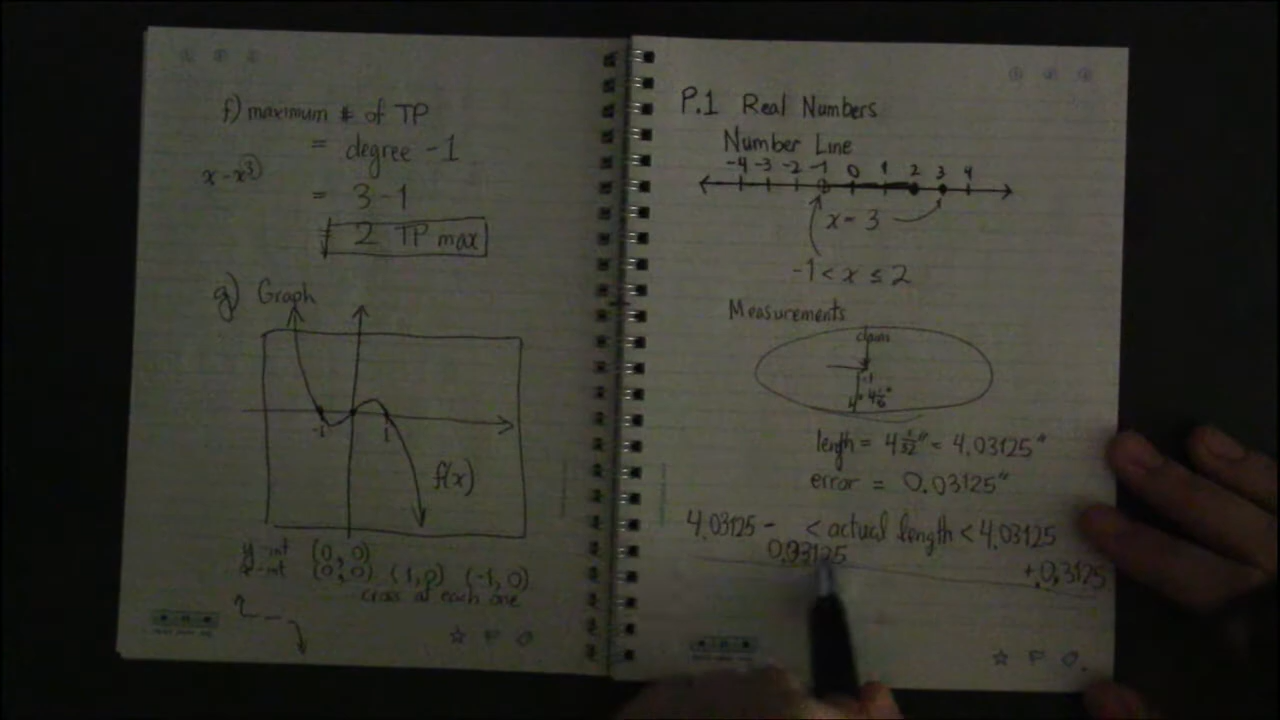 f) maximum # of TP
= degree -1
x - x³
= 3-1
= 2 TP max
g) Graph
-1
1
f(x)
y-int (0, 0)
x-int (0, 0) (1, 0) (-1, 0)
cross at each one
P.1 Real Numbers
Number Line
-4 -3 -2 -1 0 1 2 3 4
x = 3
-1 < x ≤ 2
Measurements
4"
length = 4 1/32" = 4.03125"
error = 0.03125"
4.03125 - < actual length < 4.03125
0.03125
+.0.3125